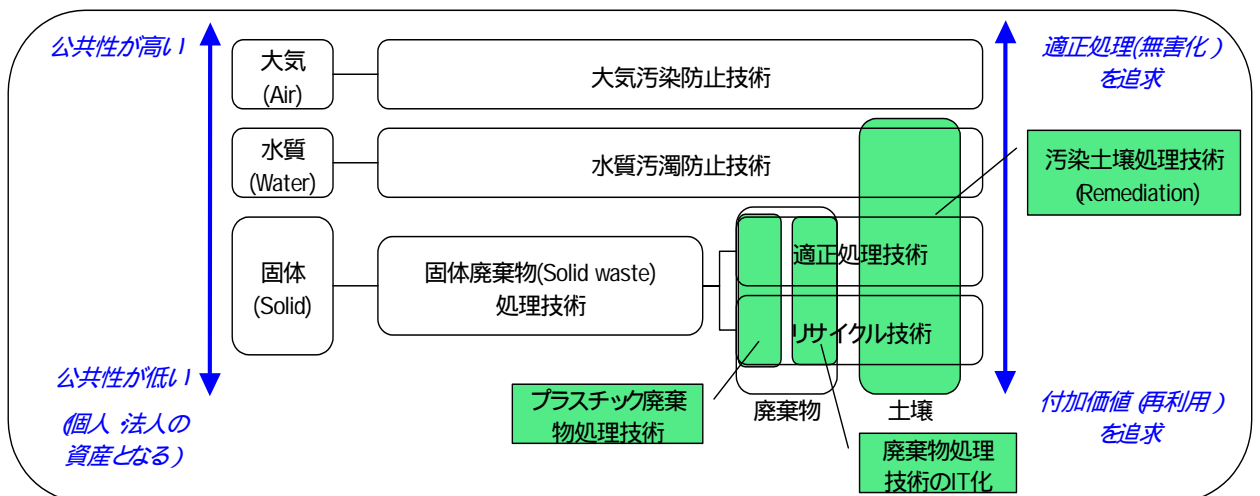 公共性が高い
大気
(Air)
大気汚染防止技術
適正処理(無害化)
を追求
水質
(Water)
水質汚濁防止技術
汚染土壌処理技術
(Remediation)
固体
(Solid)
固体廃棄物(Solid waste)
処理技術
適正処理技術
リサイクル技術
公共性が低い
(個人・法人の
資産となる)
プラスチック廃棄
物処理技術
廃棄物
土壌
付加価値(再利用)
を追求
廃棄物処理
技術のIT化